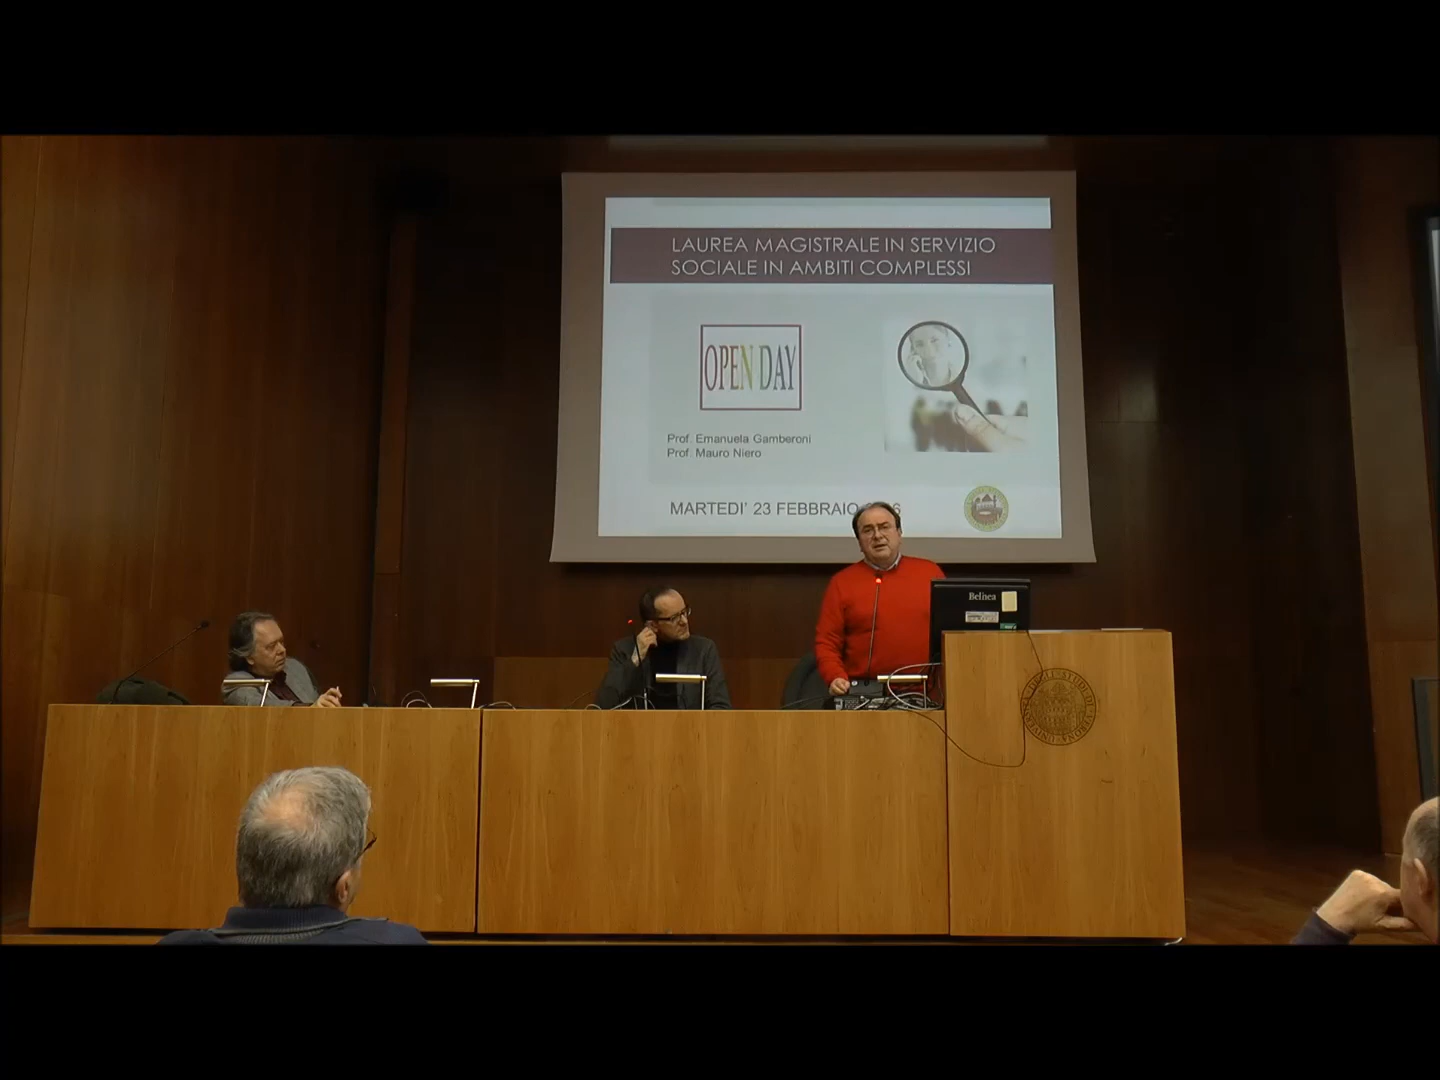 LAUREA MAGISTRALE IN SERVIZIO
SOCIALE IN AMBITI COMPLESSI
OPEN DAY
Prof. Emanuela Gamberoni
Prof. Mauro Niero
MARTEDI' 23 FEBBRAIO
Belinea